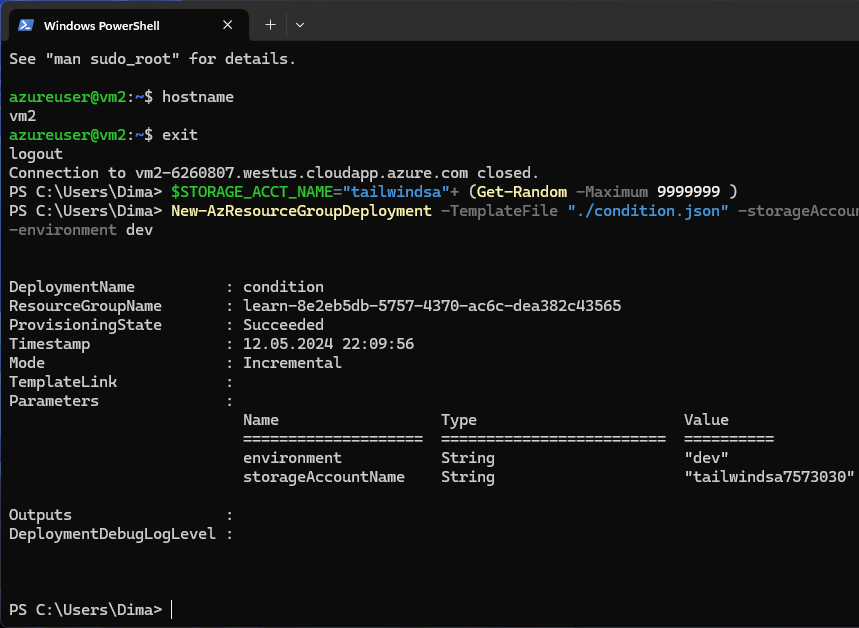 Windows PowerShell
See "man sudo_root" for details.
azureuser@vm2:~$ hostname
vm2
azureuser@vm2:~$ exit
logout
Connection to vm2-6260807.westus.cloudapp.azure.com closed.
PS C:\Users\Dima> $STORAGE_ACCT_NAME="tailwindsa"+ (Get-Random -Maximum 9999999 )
PS C:\Users\Dima> New-AzResourceGroupDeployment -TemplateFile "./condition.json" -storageAccou
-environment dev
DeploymentName : condition
ResourceGroupName : learn-8e2eb5db-5757-4370-ac6c-dea382c43565
ProvisioningState : Succeeded
Timestamp : 12.05.2024 22:09:56
Mode : Incremental
TemplateLink :
Parameters :
Name Type Value
==================== ========================= ==========
environment String "dev"
storageAccountName String "tailwindsa7573030"
Outputs :
DeploymentDebugLogLevel :
PS C:\Users\Dima>